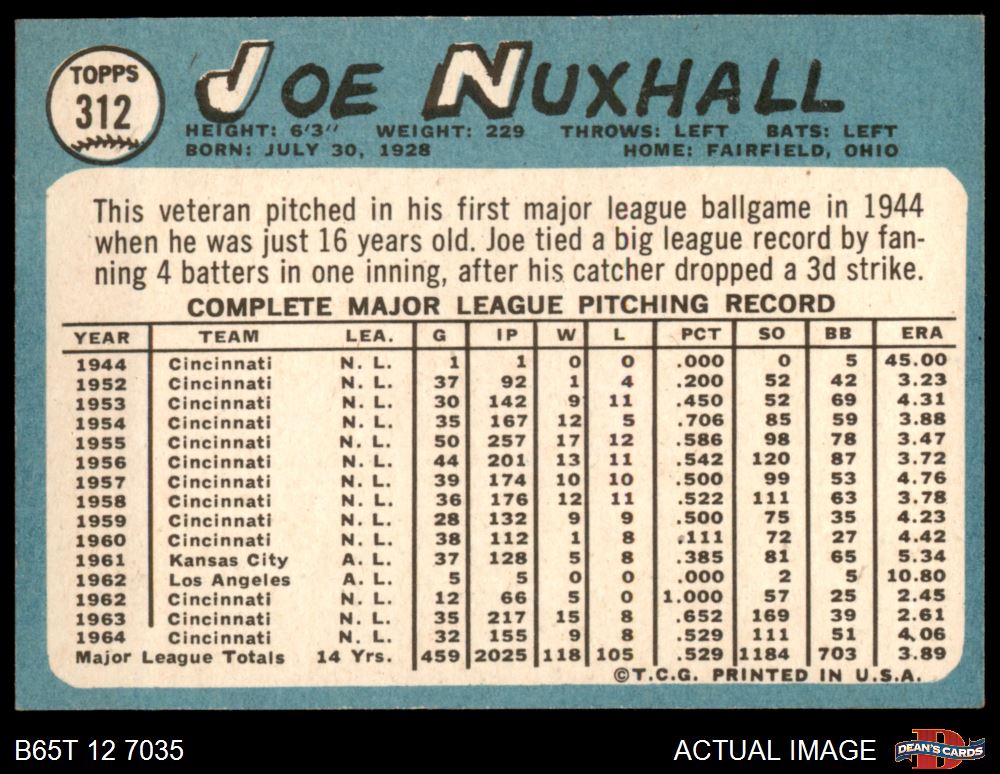 TOPPS
312
JOE NUXHALL
HEIGHT: 6'3" WEIGHT: 229 THROWS: LEFT BATS: LEFT
BORN: JULY 30, 1928 HOME: FAIRFIELD, OHIO
This veteran pitched in his first major league ballgame in 1944
when he was just 16 years old. Joe tied a big league record by fan-
ning 4 batters in one inning, after his catcher dropped a 3d strike.
COMPLETE MAJOR LEAGUE PITCHING RECORD
YEAR TEAM LEA. G IP W L PCT SO BB ERA
1944 Cincinnati N. L. 1 1 0 0 .000 0 5 45.00
1952 Cincinnati N. L. 37 92 1 4 .200 52 42 3.23
1953 Cincinnati N. L. 30 142 9 11 .450 52 69 4.31
1954 Cincinnati N. L. 35 167 12 5 .706 85 59 3.88
1955 Cincinnati N. L. 50 257 17 12 .586 98 78 3.47
1956 Cincinnati N. L. 44 201 13 11 .542 120 87 3.72
1957 Cincinnati N. L. 39 174 10 10 .500 99 53 4.76
1958 Cincinnati N. L. 36 176 12 11 .522 111 63 3.78
1959 Cincinnati N. L. 28 132 9 9 .500 75 35 4.23
1960 Cincinnati N. L. 38 112 1 8 .111 72 27 4.42
1961 Kansas City A. L. 37 128 5 8 .385 81 65 5.34
1962 Los Angeles A. L. 5 5 0 0 .000 2 5 10.80
1962 Cincinnati N. L. 12 66 5 0 1.000 57 25 2.45
1963 Cincinnati N. L. 35 217 15 8 .652 169 39 2.61
1964 Cincinnati N. L. 32 155 9 8 .529 111 51 4.06
Major League Totals 14 Yrs. 459 2025 118 105 .529 1184 703 3.89
©T.C.G. PRINTED IN U.S.A.
B65T 12 7035 ACTUAL IMAGE
D
DEAN'S CARDS